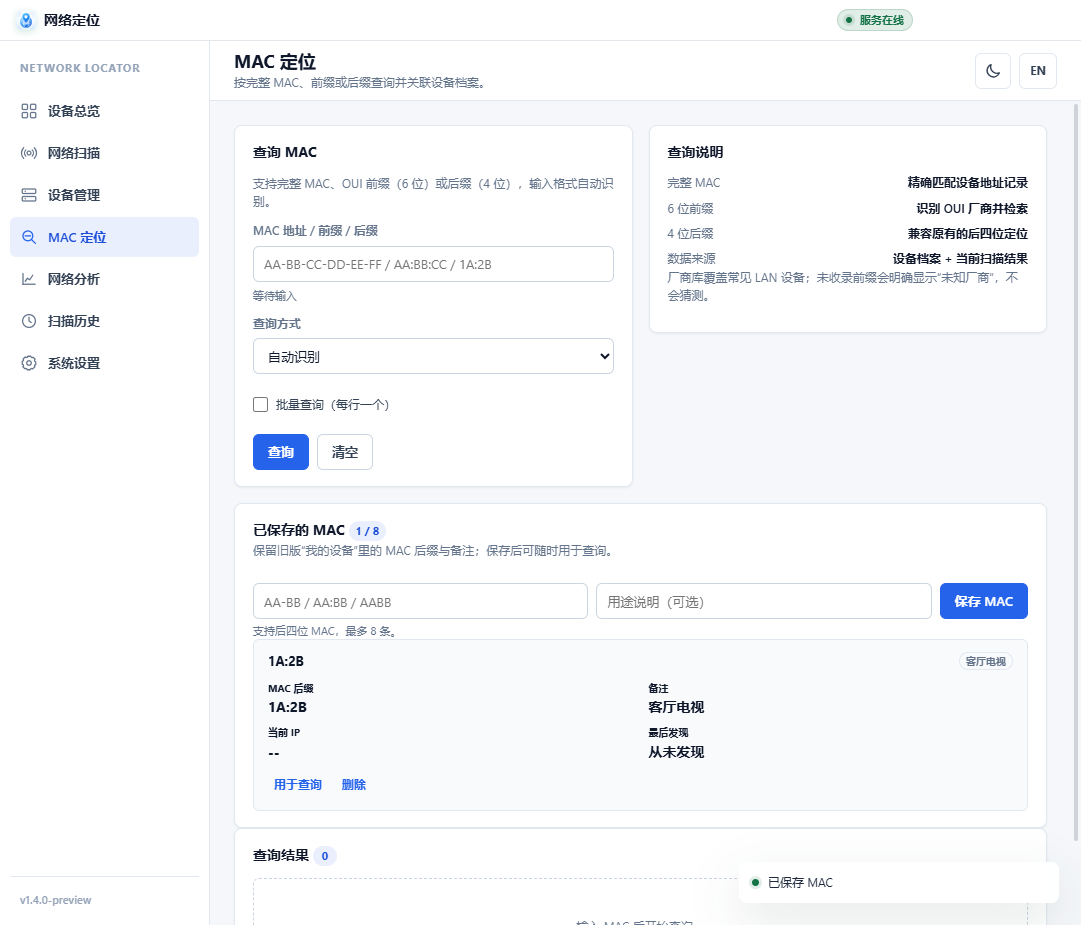 网络定位
服务在线
NETWORK LOCATOR
设备总览
网络扫描
设备管理
MAC 定位
网络分析
扫描历史
系统设置
v1.4.0-preview
MAC 定位
按完整 MAC、前缀或后缀查询并关联设备档案。
EN
查询 MAC
支持完整 MAC、OUI 前缀（6 位）或后缀（4 位），输入格式自动识
别。
MAC 地址 / 前缀 / 后缀
AA-BB-CC-DD-EE-FF / AA:BB:CC / 1A:2B
等待输入
查询方式
自动识别
批量查询（每行一个）
查询
清空
查询说明
完整 MAC 精确匹配设备地址记录
6 位前缀 识别 OUI 厂商并检索
4 位后缀 兼容原有的后四位定位
数据来源 设备档案 + 当前扫描结果
厂商库覆盖常见 LAN 设备；未收录前缀会明确显示“未知厂商”，不
会猜测。
已保存的 MAC 1 / 8
保留旧版“我的设备”里的 MAC 后缀与备注；保存后可随时用于查询。
AA-BB / AA:BB / AABB
用途说明（可选）
保存 MAC
支持后四位 MAC，最多 8 条。
1A:2B
客厅电视
MAC 后缀
1A:2B
备注
客厅电视
当前 IP
--
最后发现
从未发现
用于查询
删除
查询结果 0
输入 MAC 后开始查询
已保存 MAC